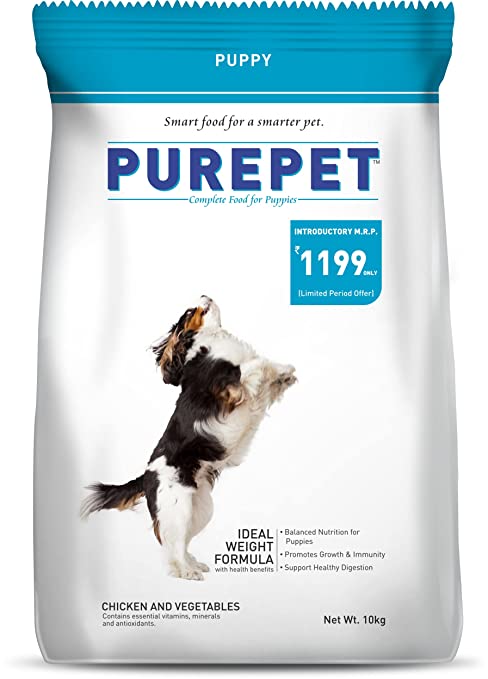 PUPPY
Smart food for a smarter pet.
PUREPET™
Complete Food for Puppies
INTRODUCTORY M.R.P.
₹1199 ONLY
(Limited Period Offer)
IDEAL
WEIGHT
FORMULA
with health benefits
• Balanced Nutrition for
Puppies
• Promotes Growth & Immunity
• Support Healthy Digestion
CHICKEN AND VEGETABLES
Contains essential vitamins, minerals
and antioxidants.
Net Wt. 10kg